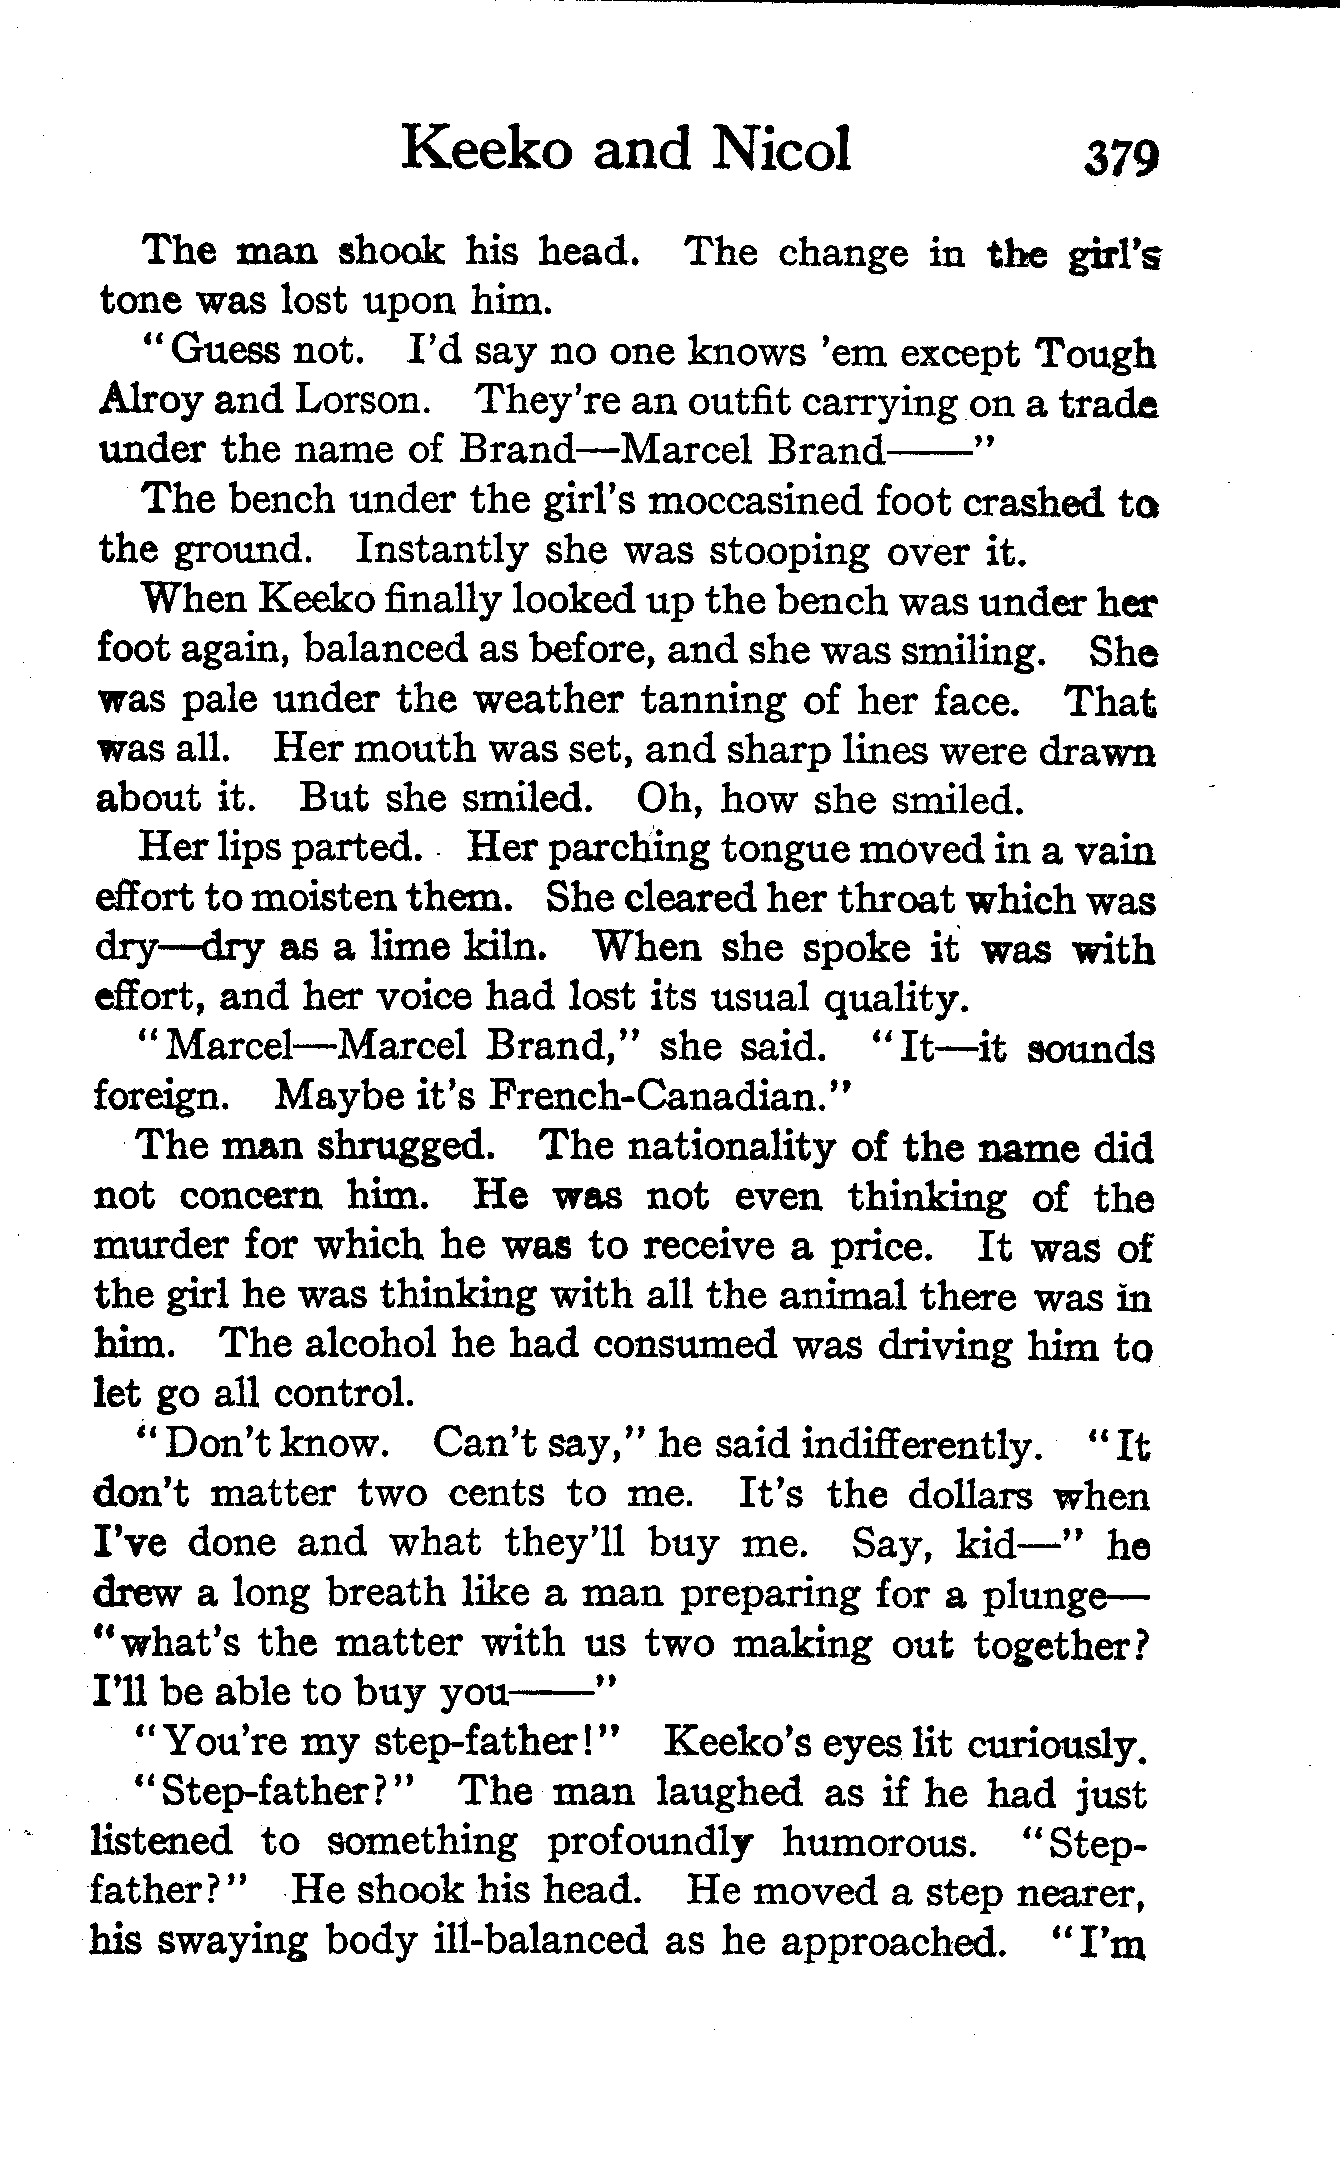 Keeko and Nicol 379
The man shook his head. The change in the girl's
tone was lost upon him.
"Guess not. I'd say no one knows 'em except Tough
Alroy and Lorson. They're an outfit carrying on a trade
under the name of Brand—Marcel Brand——"
The bench under the girl's moccasined foot crashed to
the ground. Instantly she was stooping over it.
When Keeko finally looked up the bench was under her
foot again, balanced as before, and she was smiling. She
was pale under the weather tanning of her face. That
was all. Her mouth was set, and sharp lines were drawn
about it. But she smiled. Oh, how she smiled.
Her lips parted. Her parching tongue moved in a vain
effort to moisten them. She cleared her throat which was
dry—dry as a lime kiln. When she spoke it was with
effort, and her voice had lost its usual quality.
"Marcel—Marcel Brand," she said. "It—it sounds
foreign. Maybe it's French-Canadian."
The man shrugged. The nationality of the name did
not concern him. He was not even thinking of the
murder for which he was to receive a price. It was of
the girl he was thinking with all the animal there was in
him. The alcohol he had consumed was driving him to
let go all control.
"Don't know. Can't say," he said indifferently. "It
don't matter two cents to me. It's the dollars when
I've done and what they'll buy me. Say, kid—" he
drew a long breath like a man preparing for a plunge—
"what's the matter with us two making out together?
I'll be able to buy you——"
"You're my step-father!" Keeko's eyes lit curiously.
"Step-father?" The man laughed as if he had just
listened to something profoundly humorous. "Step-
father?" He shook his head. He moved a step nearer,
his swaying body ill-balanced as he approached. "I'm